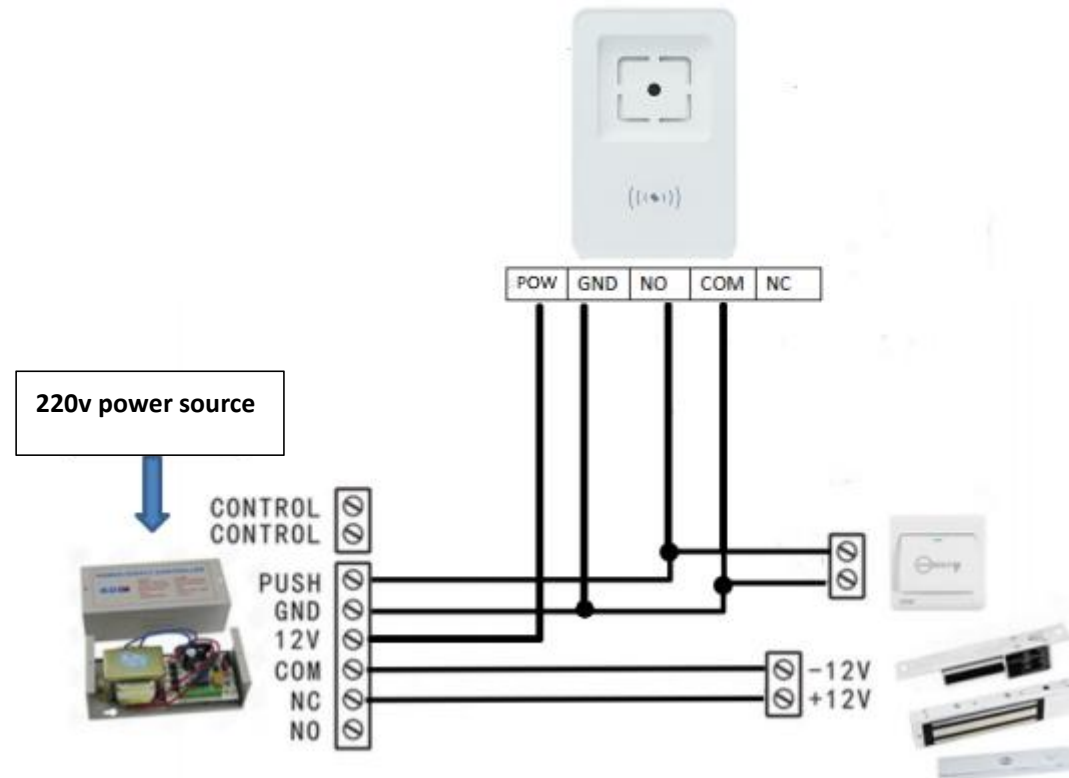 POW GND NO COM NC
220v power source
CONTROL
CONTROL
PUSH
GND
12V
COM
NC
NO
-12V
+12V